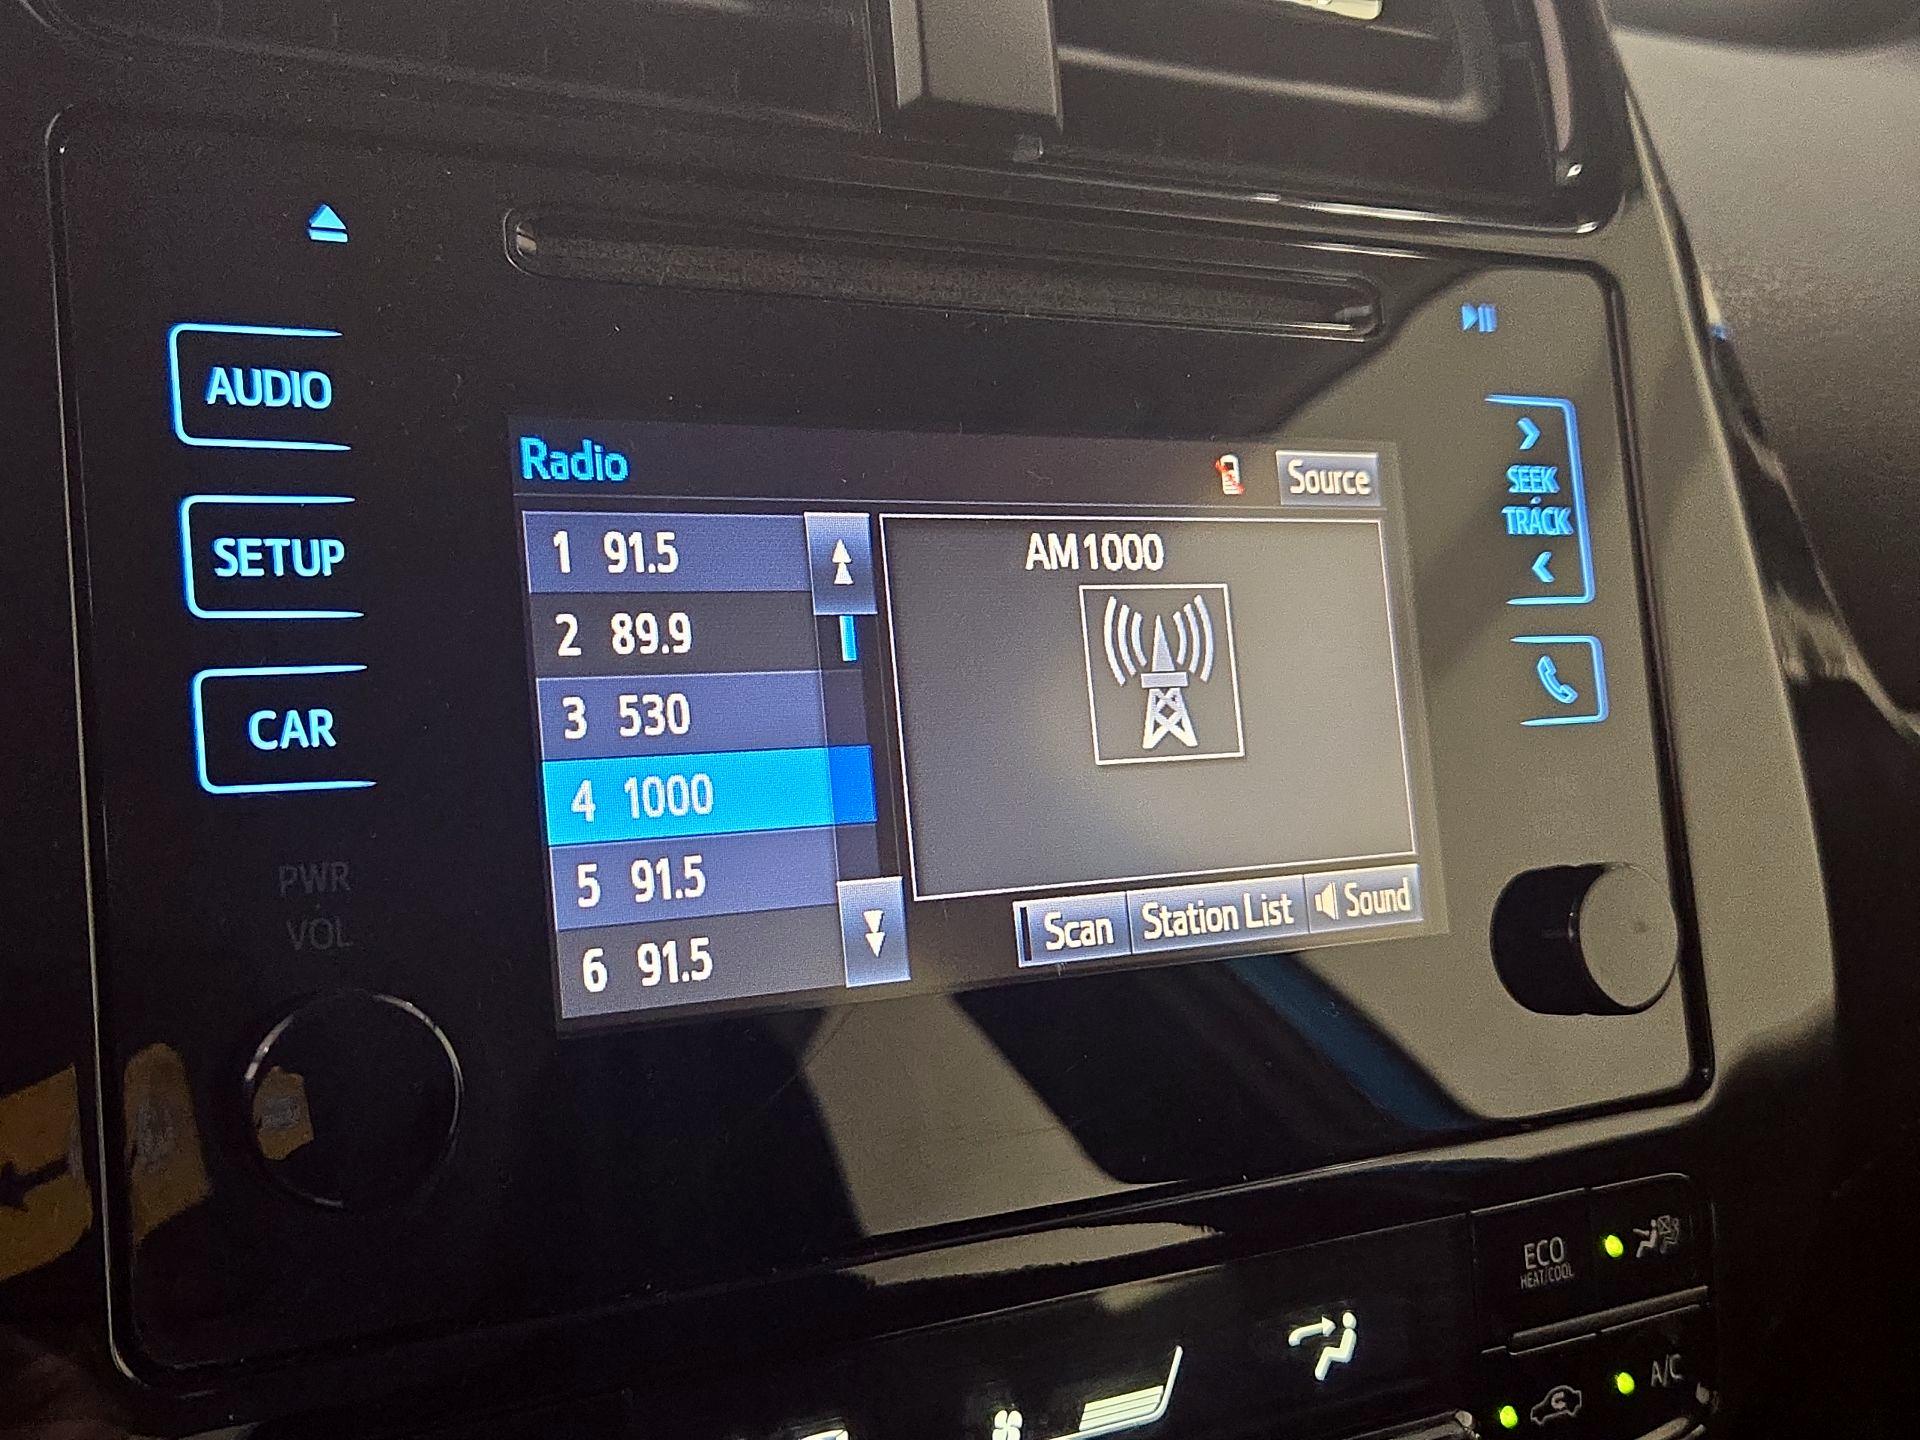 AUDIO
SETUP
CAR
PWR
VOL
Radio
Source
1 91.5
2 89.9
3 530
4 1000
5 91.5
6 91.5
AM1000
Scan
Station List
Sound
SEEK
TRACK
ECO
HEAT/COOL
A/C